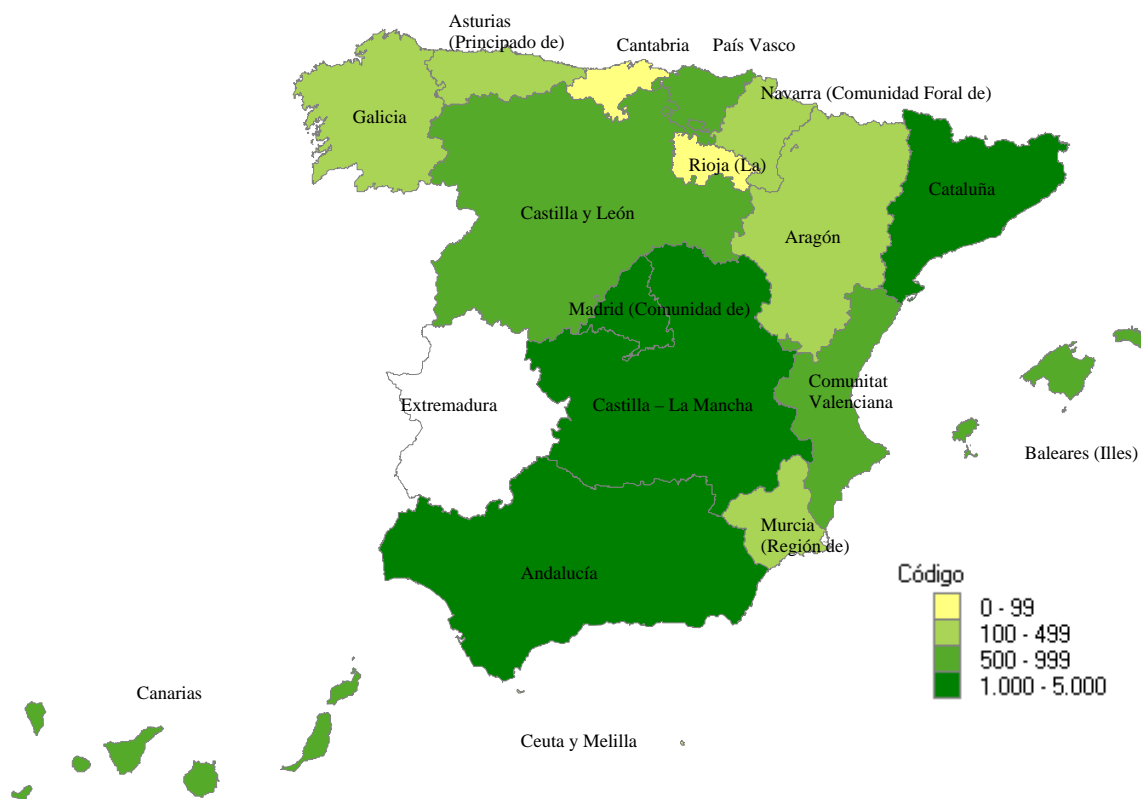 Asturias
(Principado de)
Cantabria
País Vasco
Navarra (Comunidad Foral de)
Galicia
Rioja (La)
Cataluña
Castilla y León
Aragón
Madrid (Comunidad de)
Comunitat
Valenciana
Extremadura
Castilla – La Mancha
Baleares (Illes)
Murcia
(Región de)
Andalucía
Código
0 - 99
100 - 499
500 - 999
1.000 - 5.000
Canarias
Ceuta y Melilla